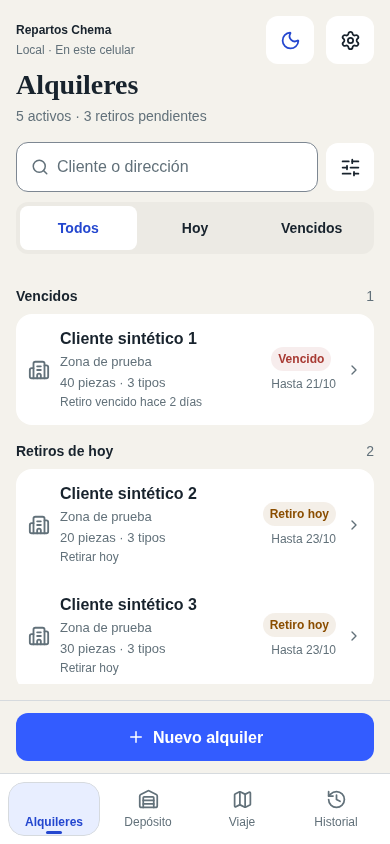 Repartos Chema
Local · En este celular
Alquileres
5 activos · 3 retiros pendientes
Cliente o dirección
Todos
Hoy
Vencidos
Vencidos
1
Cliente sintético 1
Zona de prueba
40 piezas · 3 tipos
Retiro vencido hace 2 días
Vencido
Hasta 21/10
Retiros de hoy
2
Cliente sintético 2
Zona de prueba
20 piezas · 3 tipos
Retirar hoy
Retiro hoy
Hasta 23/10
Cliente sintético 3
Zona de prueba
30 piezas · 3 tipos
Retirar hoy
Retiro hoy
Hasta 23/10
Nuevo alquiler
Alquileres
Depósito
Viaje
Historial